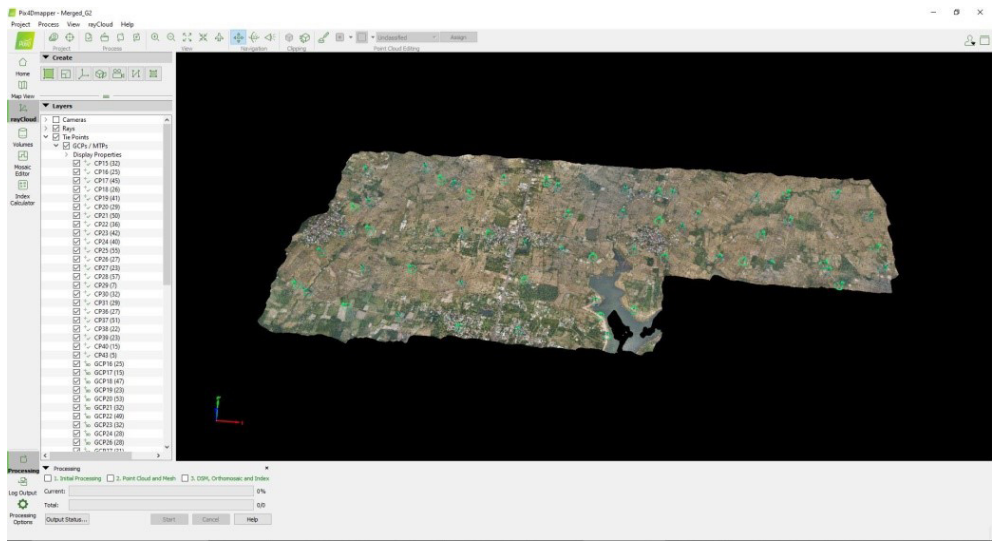 Pix4Dmapper - Merged_G2
Project Process View rayCloud Help
Unclassified Assign
Project Process View Navigation Clipping Point Cloud Editing
Home
Map View
rayCloud
Volumes
Mosaic
Editor
Index
Calculator
Create
Layers
Cameras
Rays
Tie Points
GCPs / MTPs
Display Properties
CP15 (32)
CP16 (25)
CP17 (45)
CP18 (26)
CP19 (41)
CP20 (29)
CP21 (50)
CP22 (36)
CP23 (42)
CP24 (40)
CP25 (55)
CP26 (27)
CP27 (23)
CP28 (57)
CP29 (7)
CP30 (32)
CP31 (29)
CP36 (27)
CP37 (51)
CP38 (22)
CP39 (23)
CP40 (15)
CP43 (5)
GCP16 (25)
GCP17 (15)
GCP18 (47)
GCP19 (23)
GCP20 (53)
GCP21 (32)
GCP22 (49)
GCP23 (32)
GCP24 (28)
GCP26 (28)
Processing
Log Output
Processing
Options
Processing
1. Initial Processing 2. Point Cloud and Mesh 3. DSM, Orthomosaic and Index
Current: 0%
Total: 0/0
Output Status... Start Cancel Help